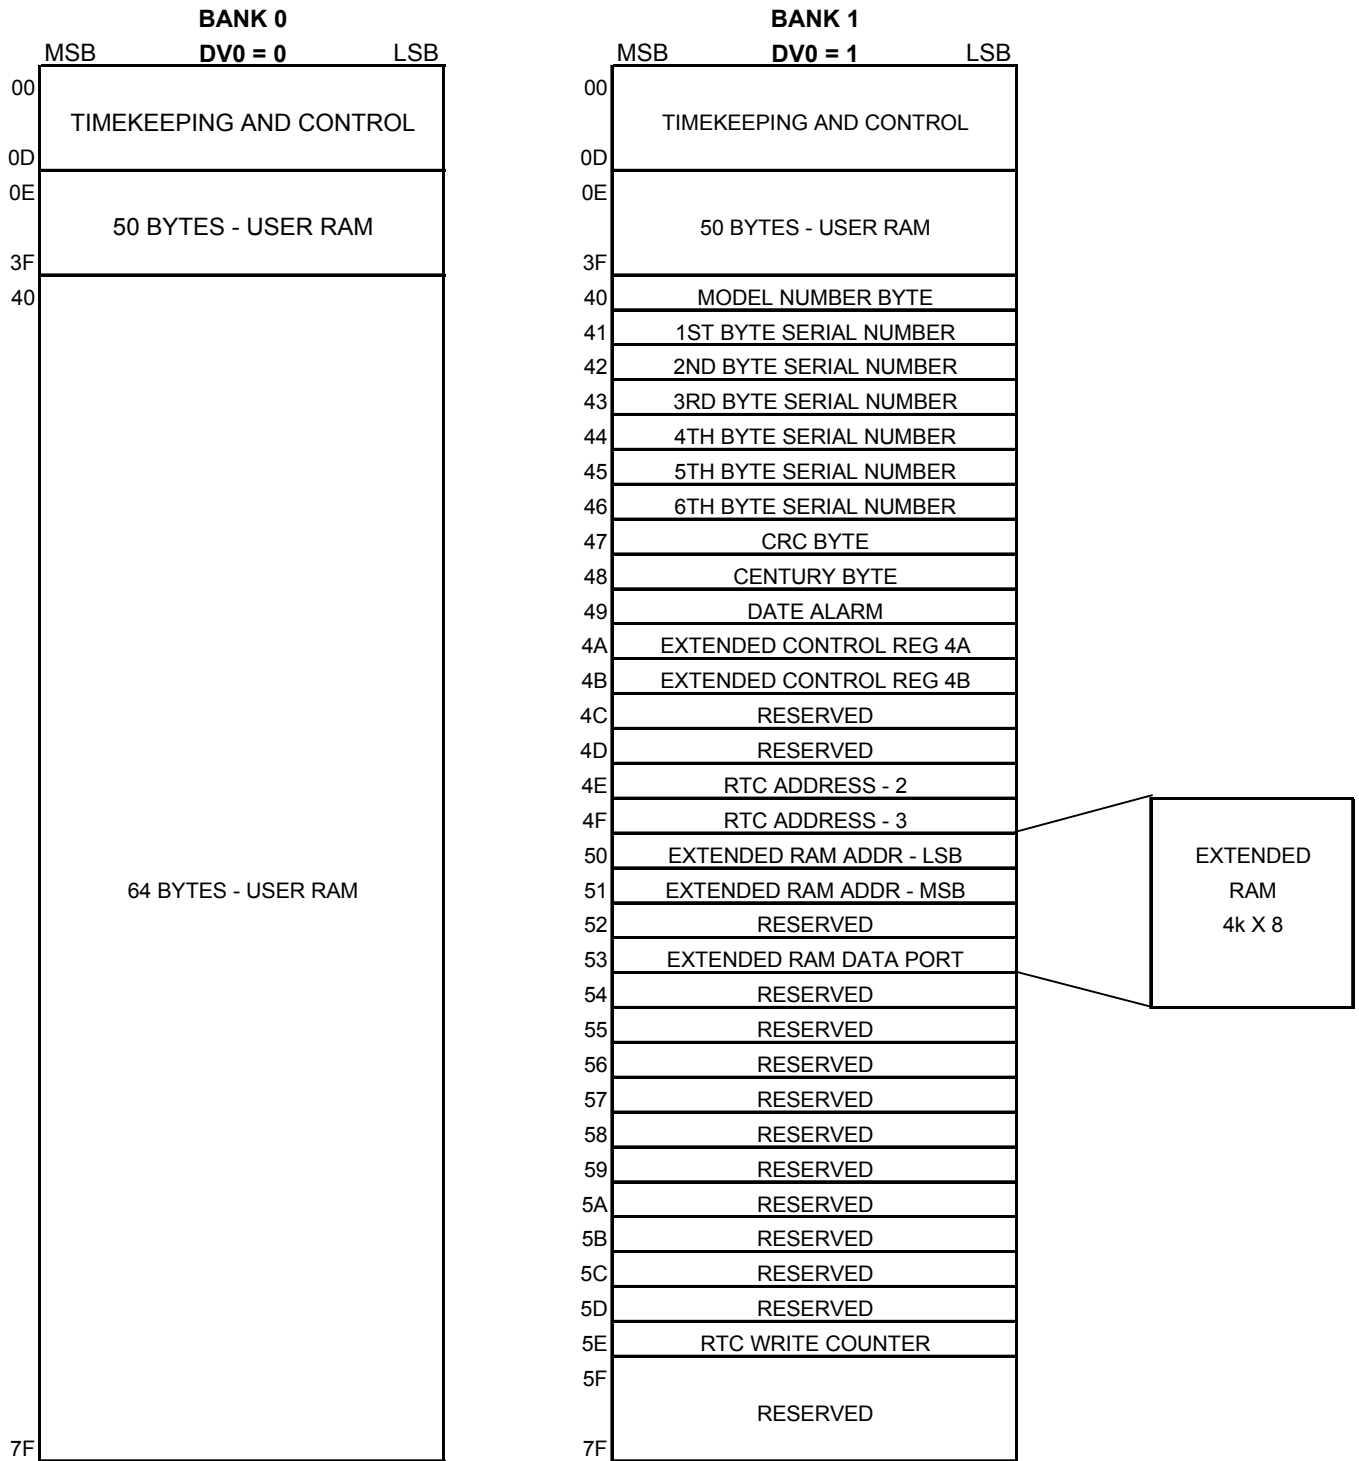 BANK 0
MSB DV0 = 0 LSB
00
TIMEKEEPING AND CONTROL
0D
0E
50 BYTES - USER RAM
3F
40
64 BYTES - USER RAM
7F
BANK 1
MSB DV0 = 1 LSB
00
TIMEKEEPING AND CONTROL
0D
0E
50 BYTES - USER RAM
3F
40 MODEL NUMBER BYTE
41 1ST BYTE SERIAL NUMBER
42 2ND BYTE SERIAL NUMBER
43 3RD BYTE SERIAL NUMBER
44 4TH BYTE SERIAL NUMBER
45 5TH BYTE SERIAL NUMBER
46 6TH BYTE SERIAL NUMBER
47 CRC BYTE
48 CENTURY BYTE
49 DATE ALARM
4A EXTENDED CONTROL REG 4A
4B EXTENDED CONTROL REG 4B
4C RESERVED
4D RESERVED
4E RTC ADDRESS - 2
4F RTC ADDRESS - 3
50 EXTENDED RAM ADDR - LSB
51 EXTENDED RAM ADDR - MSB
52 RESERVED
53 EXTENDED RAM DATA PORT
54 RESERVED
55 RESERVED
56 RESERVED
57 RESERVED
58 RESERVED
59 RESERVED
5A RESERVED
5B RESERVED
5C RESERVED
5D RESERVED
5E RTC WRITE COUNTER
5F
RESERVED
7F
EXTENDED
RAM
4k X 8